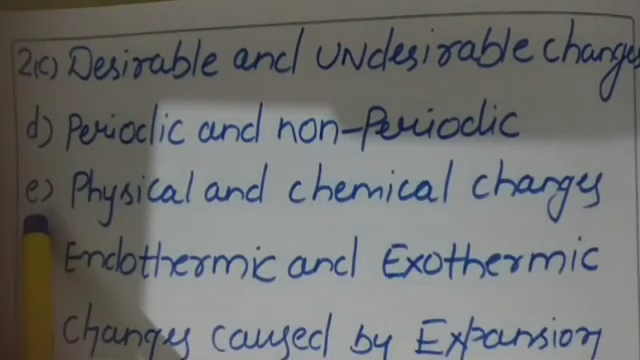 2(c) Desirable and UNdesirable changes
d) Periodic and non-Periodic
e) Physical and chemical changes
Endothermic and Exothermic
Changes caused by Expansion